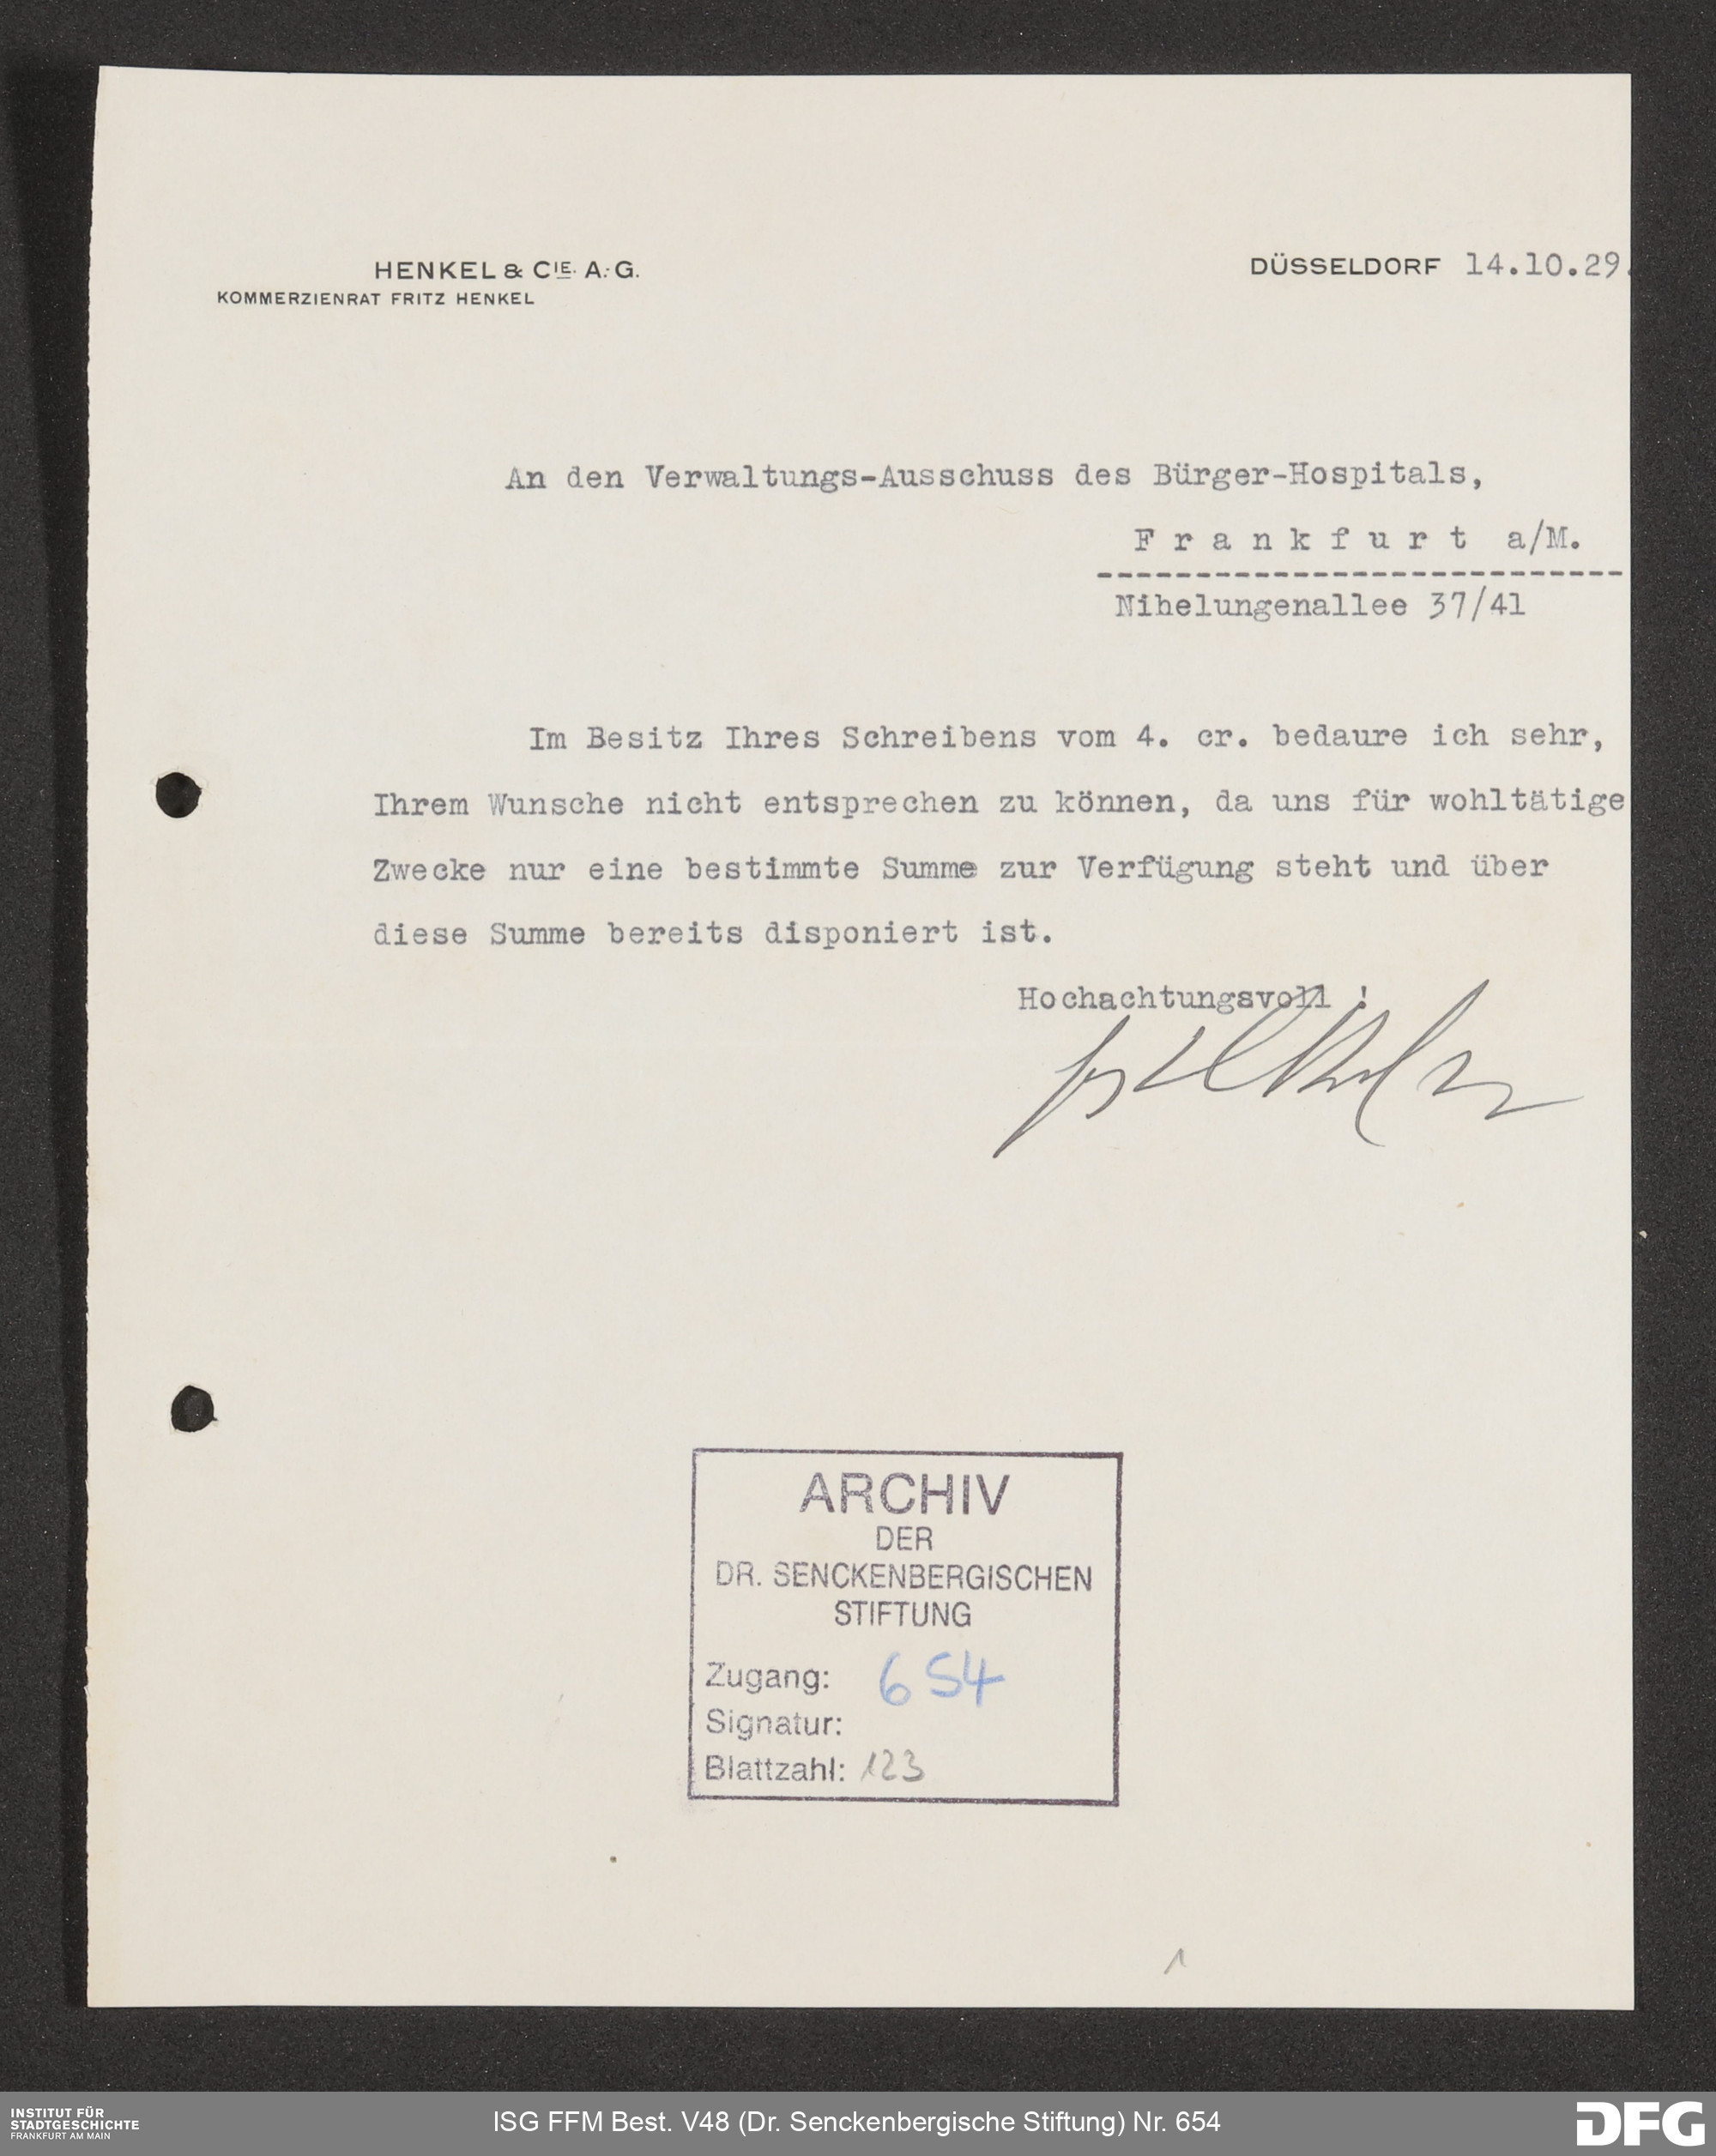 HENKEL & CIE. A.-G.
KOMMERZIENRAT FRITZ HENKEL
DÜSSELDORF 14.10.29.
An den Verwaltungs-Ausschuss des Bürger-Hospitals,
F r a n k f u r t a/M.
---------------------------
Nihelungenallee 37/41
Im Besitz Ihres Schreibens vom 4. cr. bedaure ich sehr,
Ihrem Wunsche nicht entsprechen zu können, da uns für wohltätige
Zwecke nur eine bestimmte Summe zur Verfügung steht und über
diese Summe bereits disponiert ist.
Hochachtungsvoll !
ARCHIV
DER
DR. SENCKENBERGISCHEN
STIFTUNG
Zugang: 654
Signatur:
Blattzahl: 123
1
INSTITUT FÜR
STADTGESCHICHTE
FRANKFURT AM MAIN
ISG FFM Best. V48 (Dr. Senckenbergische Stiftung) Nr. 654
DFG